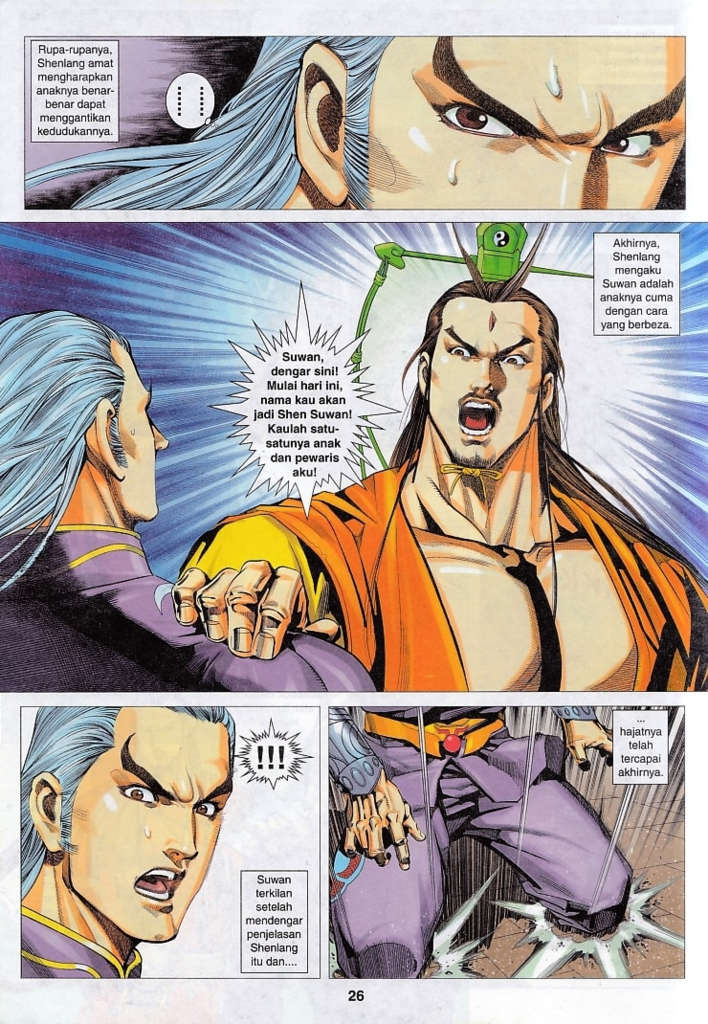 Rupa-rupanya,
Shenlang amat
mengharapkan
anaknya benar-
benar dapat
menggantikan
kedudukannya.
Akhirnya,
Shenlang
mengaku
Suwan adalah
anaknya cuma
dengan cara
yang berbeza.
Suwan,
dengar sini!
Mulai hari ini,
nama kau akan
jadi Shen Suwan!
Kaulah satu-
satunya anak
dan pewaris
aku!
!!!
Suwan
terkilan
setelah
mendengar
penjelasan
Shenlang
itu dan....
...
hajatnya
telah
tercapai
akhirnya.
26